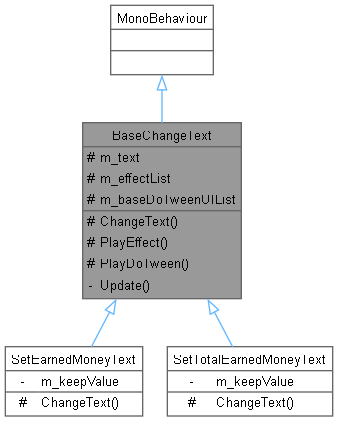 MonoBehaviour
BaseChangeText
# m_text
# m_effectList
# m_baseDoTweenUIList
# ChangeText()
# PlayEffect()
# PlayDoTween()
- Update()
SetEarnedMoneyText
- m_keepValue
# ChangeText()
SetTotalEarnedMoneyText
- m_keepValue
# ChangeText()